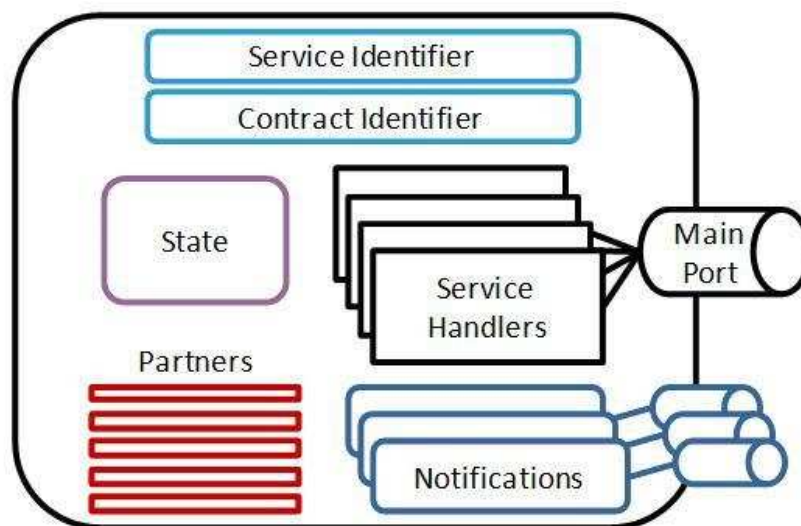 Service Identifier
Contract Identifier
State
Service
Handlers
Main
Port
Partners
Notifications